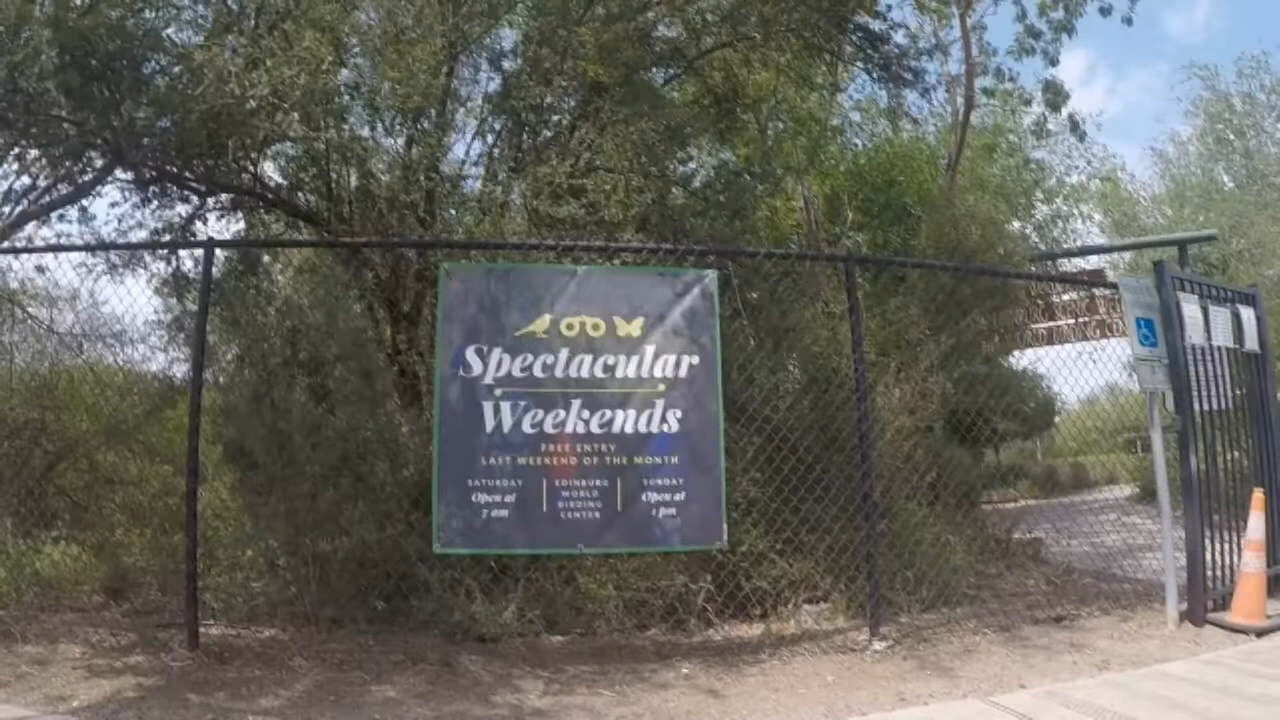 Spectacular
Weekends
FREE ENTRY
LAST WEEKEND OF THE MONTH
SATURDAY
Open at
7 am
EDINBURG
WORLD
BIRDING
CENTER
SUNDAY
Open at
1 pm